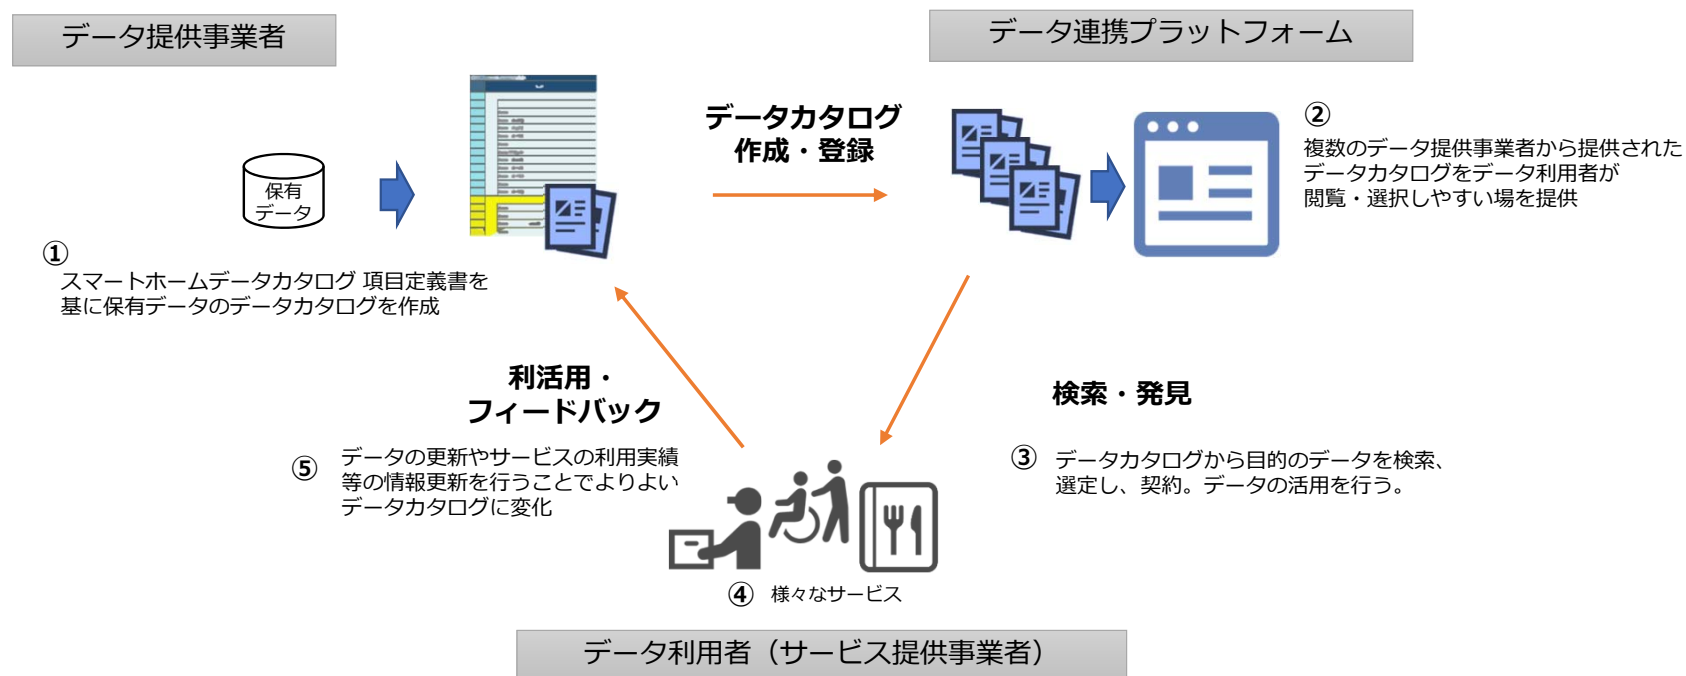 データ提供事業者
データ連携プラットフォーム
データカタログ
作成・登録
②
複数のデータ提供事業者から提供された
データカタログをデータ利用者が
閲覧・選択しやすい場を提供
保有
データ
①
スマートホームデータカタログ 項目定義書を
基に保有データのデータカタログを作成
利活用・
フィードバック
検索・発見
⑤
データの更新やサービスの利用実績
等の情報更新を行うことでよりよい
データカタログに変化
③
データカタログから目的のデータを検索、
選定し、契約。データの活用を行う。
④ 様々なサービス
データ利用者（サービス提供事業者）